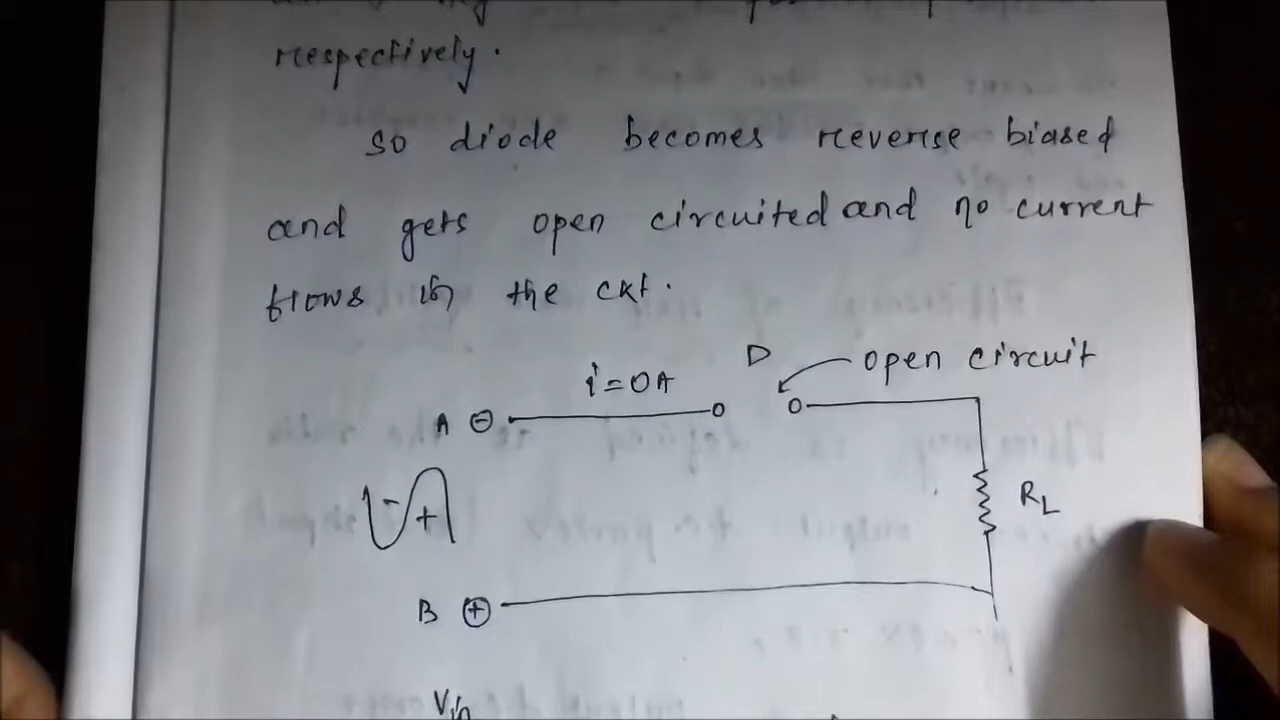 respectively.
so diode becomes reverse biased
and gets open circuited and no current
flows in the ckt.
D open circuit
i=0A
A ⊖
- +
RL
B ⊕
Vin